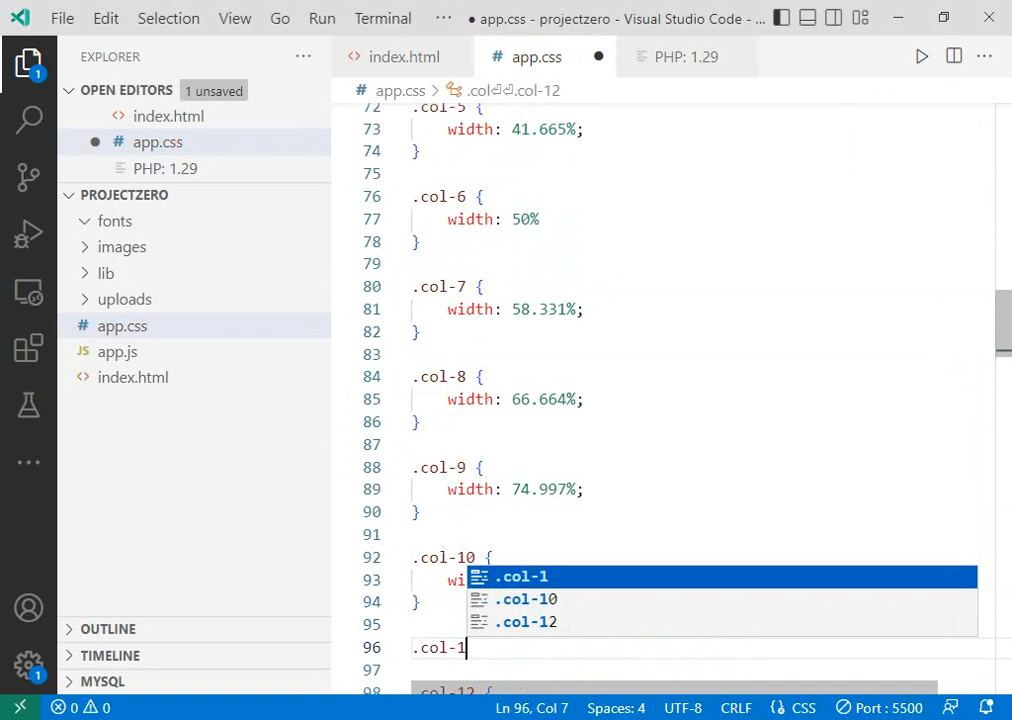 File Edit Selection View Go Run Terminal ··· ● app.css - projectzero - Visual Studio Code - ...
EXPLORER ···
OPEN EDITORS 1 unsaved
index.html
app.css
PHP: 1.29
PROJECTZERO
fonts
images
lib
uploads
app.css
JS app.js
index.html
OUTLINE
TIMELINE
MYSQL
1
1
index.html # app.css ● PHP: 1.29
# app.css > .col⏎⏎.col-12
72 .col-5 {
73 width: 41.665%;
74 }
75
76 .col-6 {
77 width: 50%
78 }
79
80 .col-7 {
81 width: 58.331%;
82 }
83
84 .col-8 {
85 width: 66.664%;
86 }
87
88 .col-9 {
89 width: 74.997%;
90 }
91
92 .col-10 {
93 wi
94 }
95
96 .col-1
97
98 .col-12 {
.col-1
.col-10
.col-12
0 0 Ln 96, Col 7 Spaces: 4 UTF-8 CRLF {} CSS Port : 5500